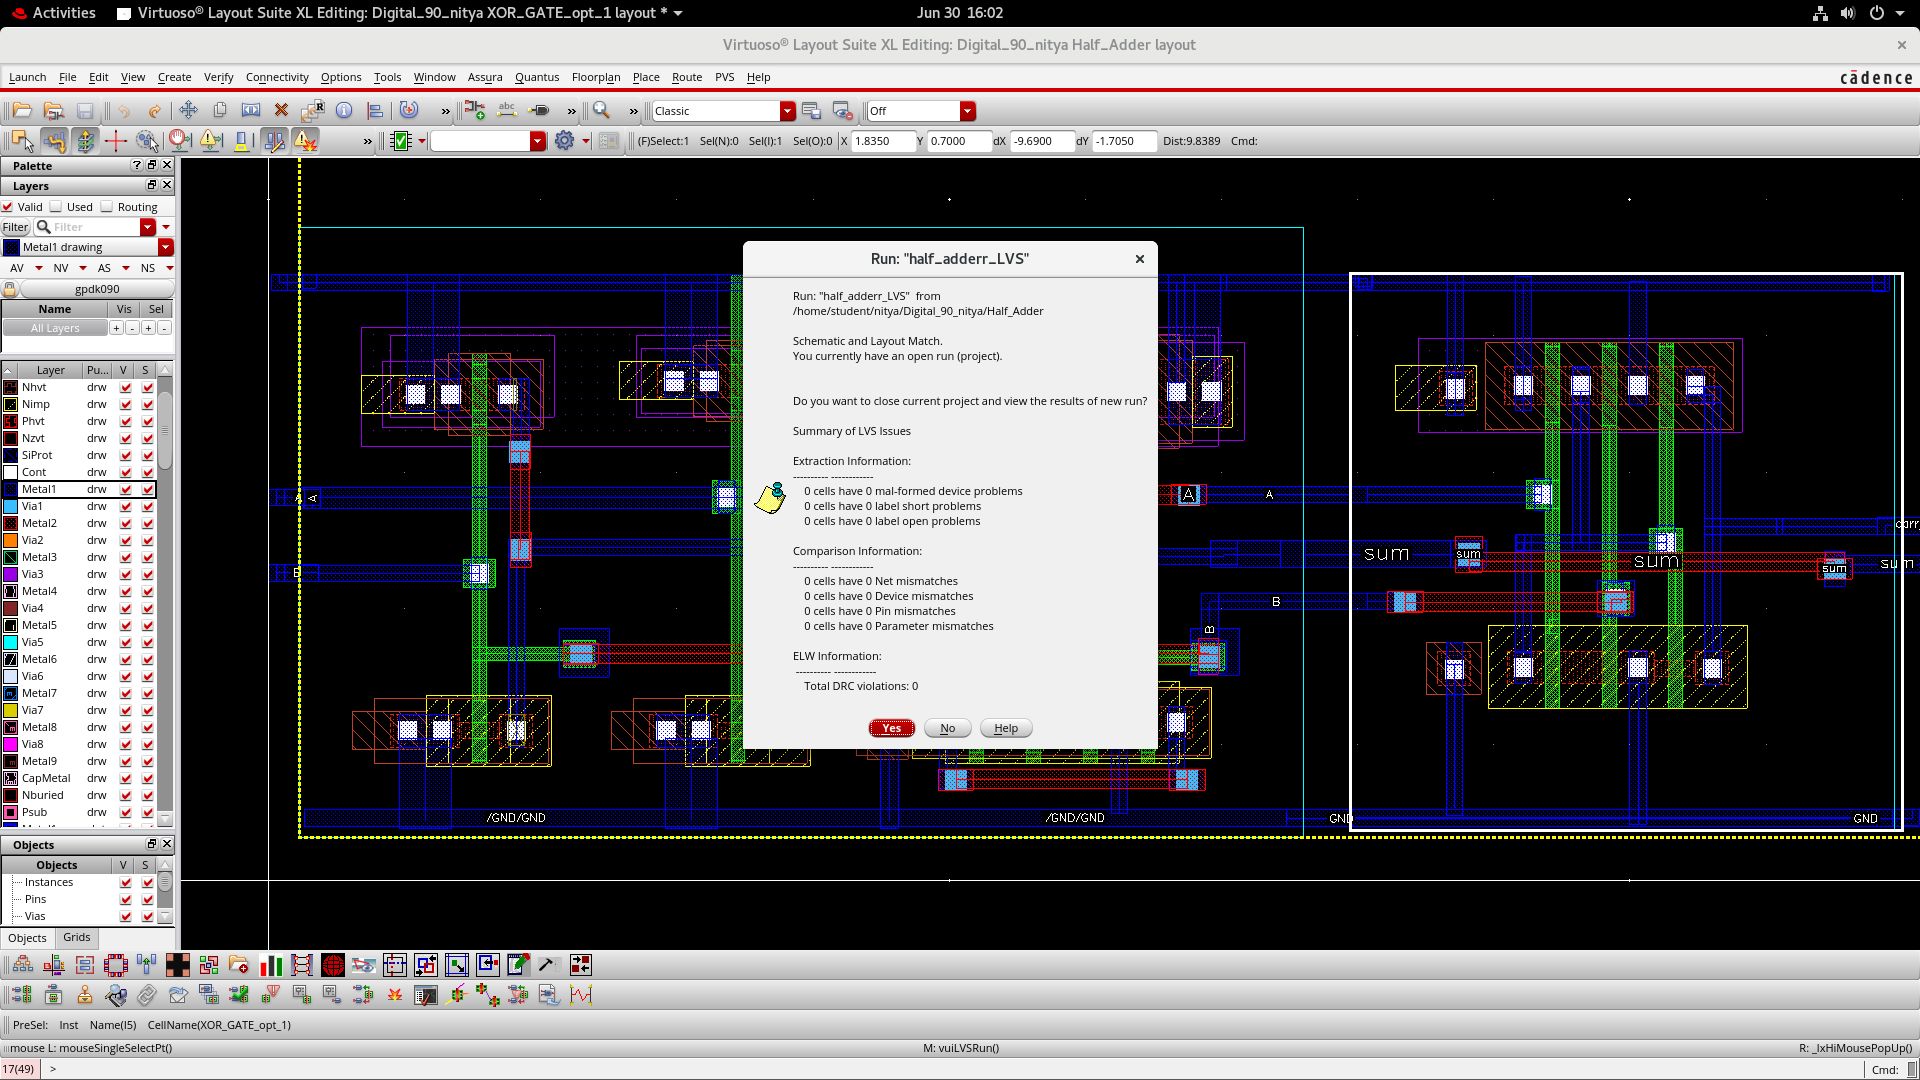 Activities
Virtuoso® Layout Suite XL Editing: Digital_90_nitya XOR_GATE_opt_1 layout *
Jun 30 16:02
Virtuoso® Layout Suite XL Editing: Digital_90_nitya Half_Adder layout
Launch File Edit View Create Verify Connectivity Options Tools Window Assura Quantus Floorplan Place Route PVS Help
cādence
abc
Classic
Off
(F)Select:1 Sel(N):0 Sel(I):1 Sel(O):0 X 1.8350 Y 0.7000 dX -9.6900 dY -1.7050 Dist:9.8389 Cmd:
Palette
Layers
Valid Used Routing
Filter Filter
Metal1 drawing
AV NV AS NS
gpdk090
Name Vis Sel
All Layers + - + -
Layer Pu... V S
Nhvt drw
Nimp drw
Phvt drw
Nzvt drw
SiProt drw
Cont drw
Metal1 drw
Via1 drw
Metal2 drw
Via2 drw
Metal3 drw
Via3 drw
Metal4 drw
Via4 drw
Metal5 drw
Via5 drw
Metal6 drw
Via6 drw
Metal7 drw
Via7 drw
Metal8 drw
Via8 drw
Metal9 drw
CapMetal drw
Nburied drw
Psub drw
Objects
Objects V S
Instances
Pins
Vias
Objects Grids
Run: "half_adderr_LVS"
Run: "half_adderr_LVS" from
/home/student/nitya/Digital_90_nitya/Half_Adder
Schematic and Layout Match.
You currently have an open run (project).
Do you want to close current project and view the results of new run?
Summary of LVS Issues
Extraction Information:
---------- ------------
0 cells have 0 mal-formed device problems
0 cells have 0 label short problems
0 cells have 0 label open problems
Comparison Information:
---------- ------------
0 cells have 0 Net mismatches
0 cells have 0 Device mismatches
0 cells have 0 Pin mismatches
0 cells have 0 Parameter mismatches
ELW Information:
---------- ------------
Total DRC violations: 0
Yes No Help
A A
B
A A
sum sum sum sum sum
B
B
/GND/GND /GND/GND GND GND
PreSel: Inst Name(I5) CellName(XOR_GATE_opt_1)
mouse L: mouseSingleSelectPt() M: vuiLVSRun() R: _lxHiMousePopUp()
17(49) > Cmd: